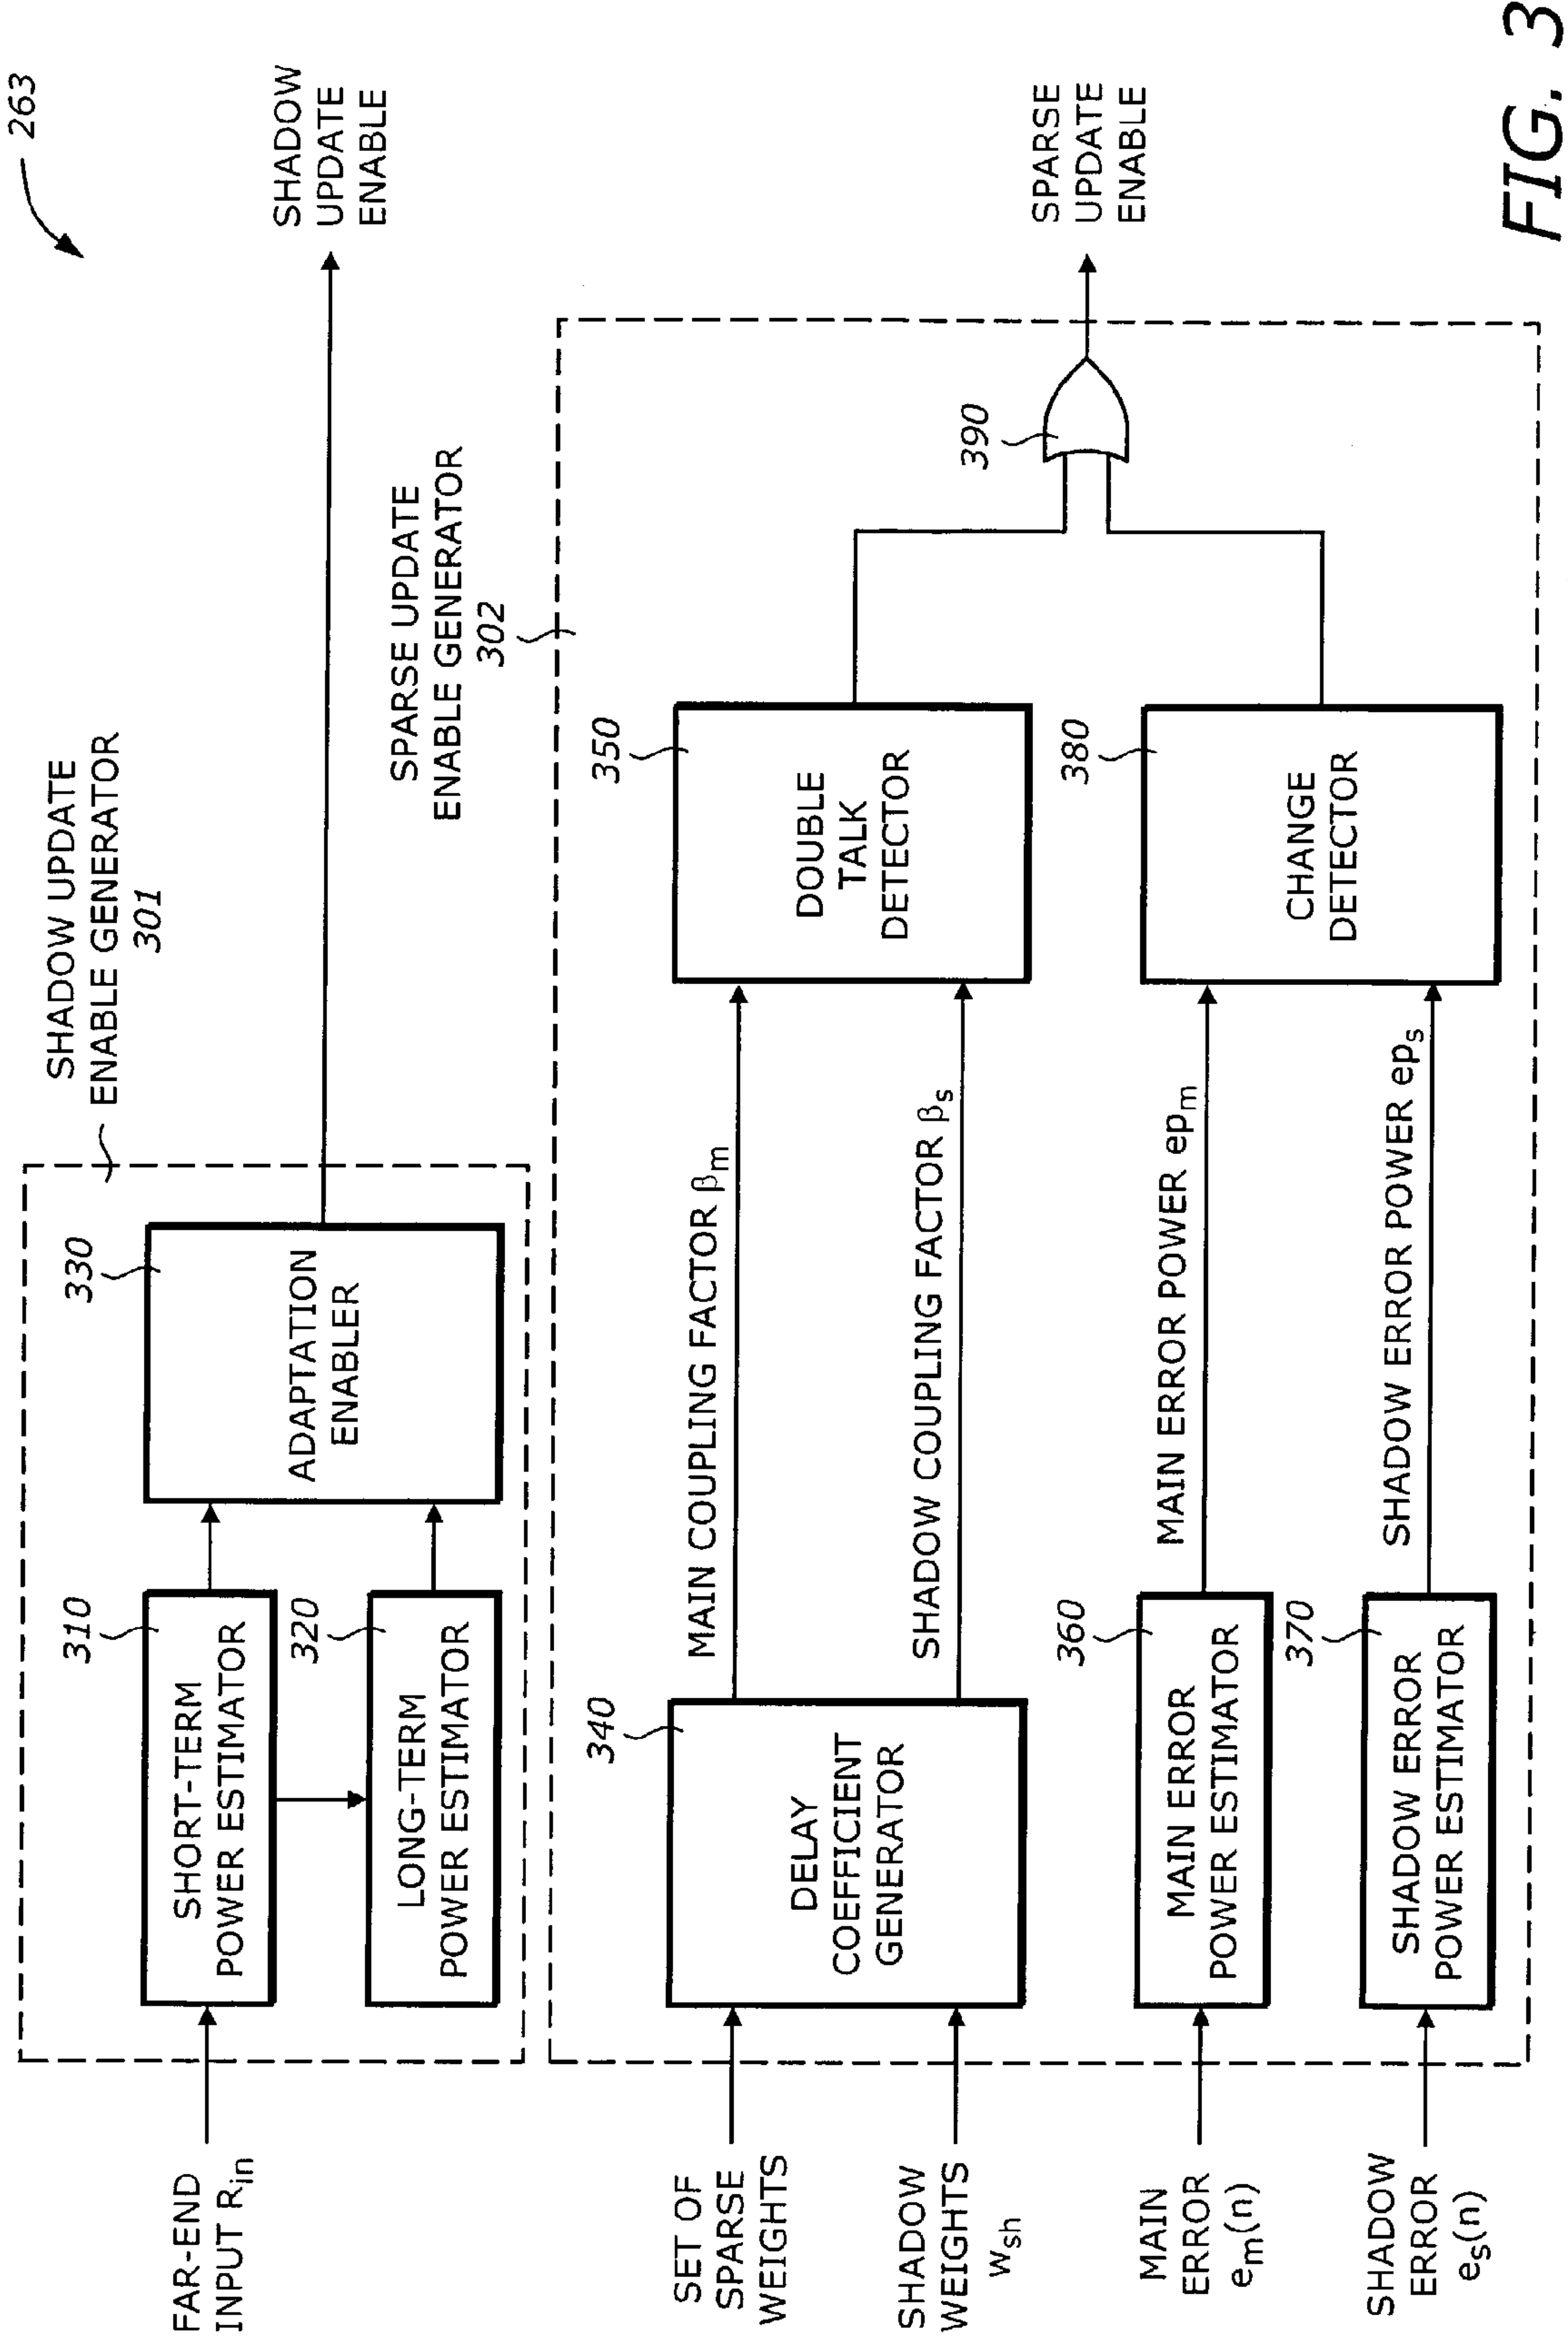 263
SHADOW UPDATE
ENABLE GENERATOR
301
FAR-END
INPUT Rin
310
SHORT-TERM
POWER ESTIMATOR
320
LONG-TERM
POWER ESTIMATOR
330
ADAPTATION
ENABLER
SHADOW
UPDATE
ENABLE
SPARSE UPDATE
ENABLE GENERATOR
302
SET OF
SPARSE
WEIGHTS
SHADOW
WEIGHTS
wsh
340
DELAY
COEFFICIENT
GENERATOR
MAIN COUPLING FACTOR βm
SHADOW COUPLING FACTOR βs
350
DOUBLE
TALK
DETECTOR
MAIN
ERROR
em(n)
360
MAIN ERROR
POWER ESTIMATOR
MAIN ERROR POWER epm
SHADOW
ERROR
es(n)
370
SHADOW ERROR
POWER ESTIMATOR
SHADOW ERROR POWER eps
380
CHANGE
DETECTOR
390
SPARSE
UPDATE
ENABLE
FIG. 3